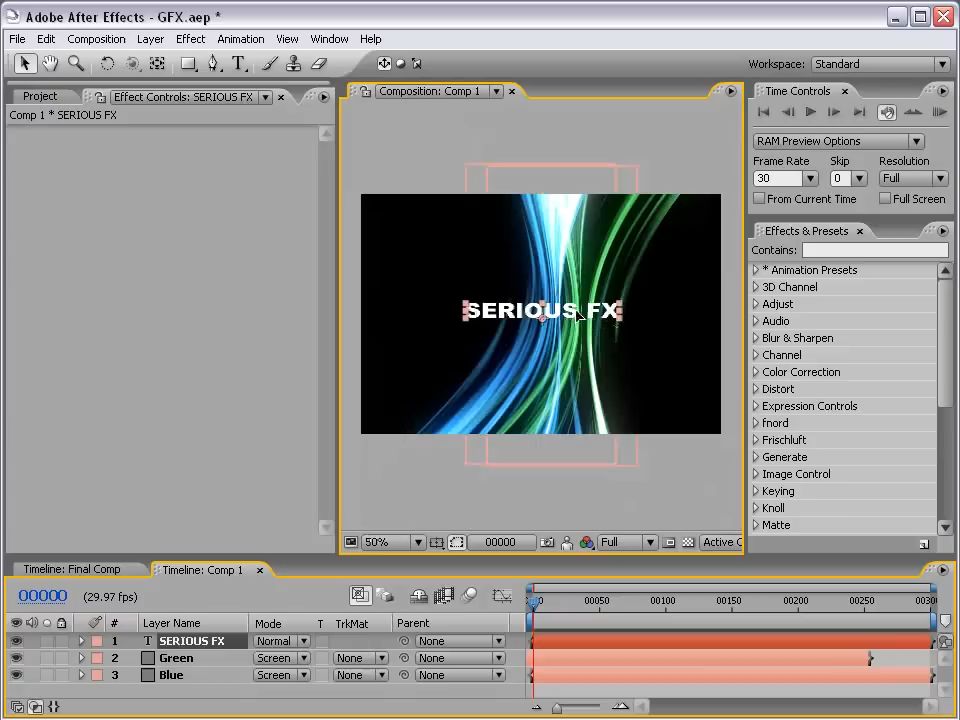 Adobe After Effects - GFX.aep *
File Edit Composition Layer Effect Animation View Window Help
Workspace: Standard
Project Effect Controls: SERIOUS FX
Comp 1 * SERIOUS FX
Composition: Comp 1
SERIOUS FX
50% 00000 Full Active C
Time Controls
RAM Preview Options
Frame Rate Skip Resolution
30 0 Full
From Current Time Full Screen
Effects & Presets
Contains:
* Animation Presets
3D Channel
Adjust
Audio
Blur & Sharpen
Channel
Color Correction
Distort
Expression Controls
fnord
Frischluft
Generate
Image Control
Keying
Knoll
Matte
Timeline: Final Comp Timeline: Comp 1
00000 (29.97 fps)
00050 00100 00150 00200 00250
# Layer Name Mode T TrkMat Parent
1 T SERIOUS FX Normal None
2 Green Screen None None
3 Blue Screen None None